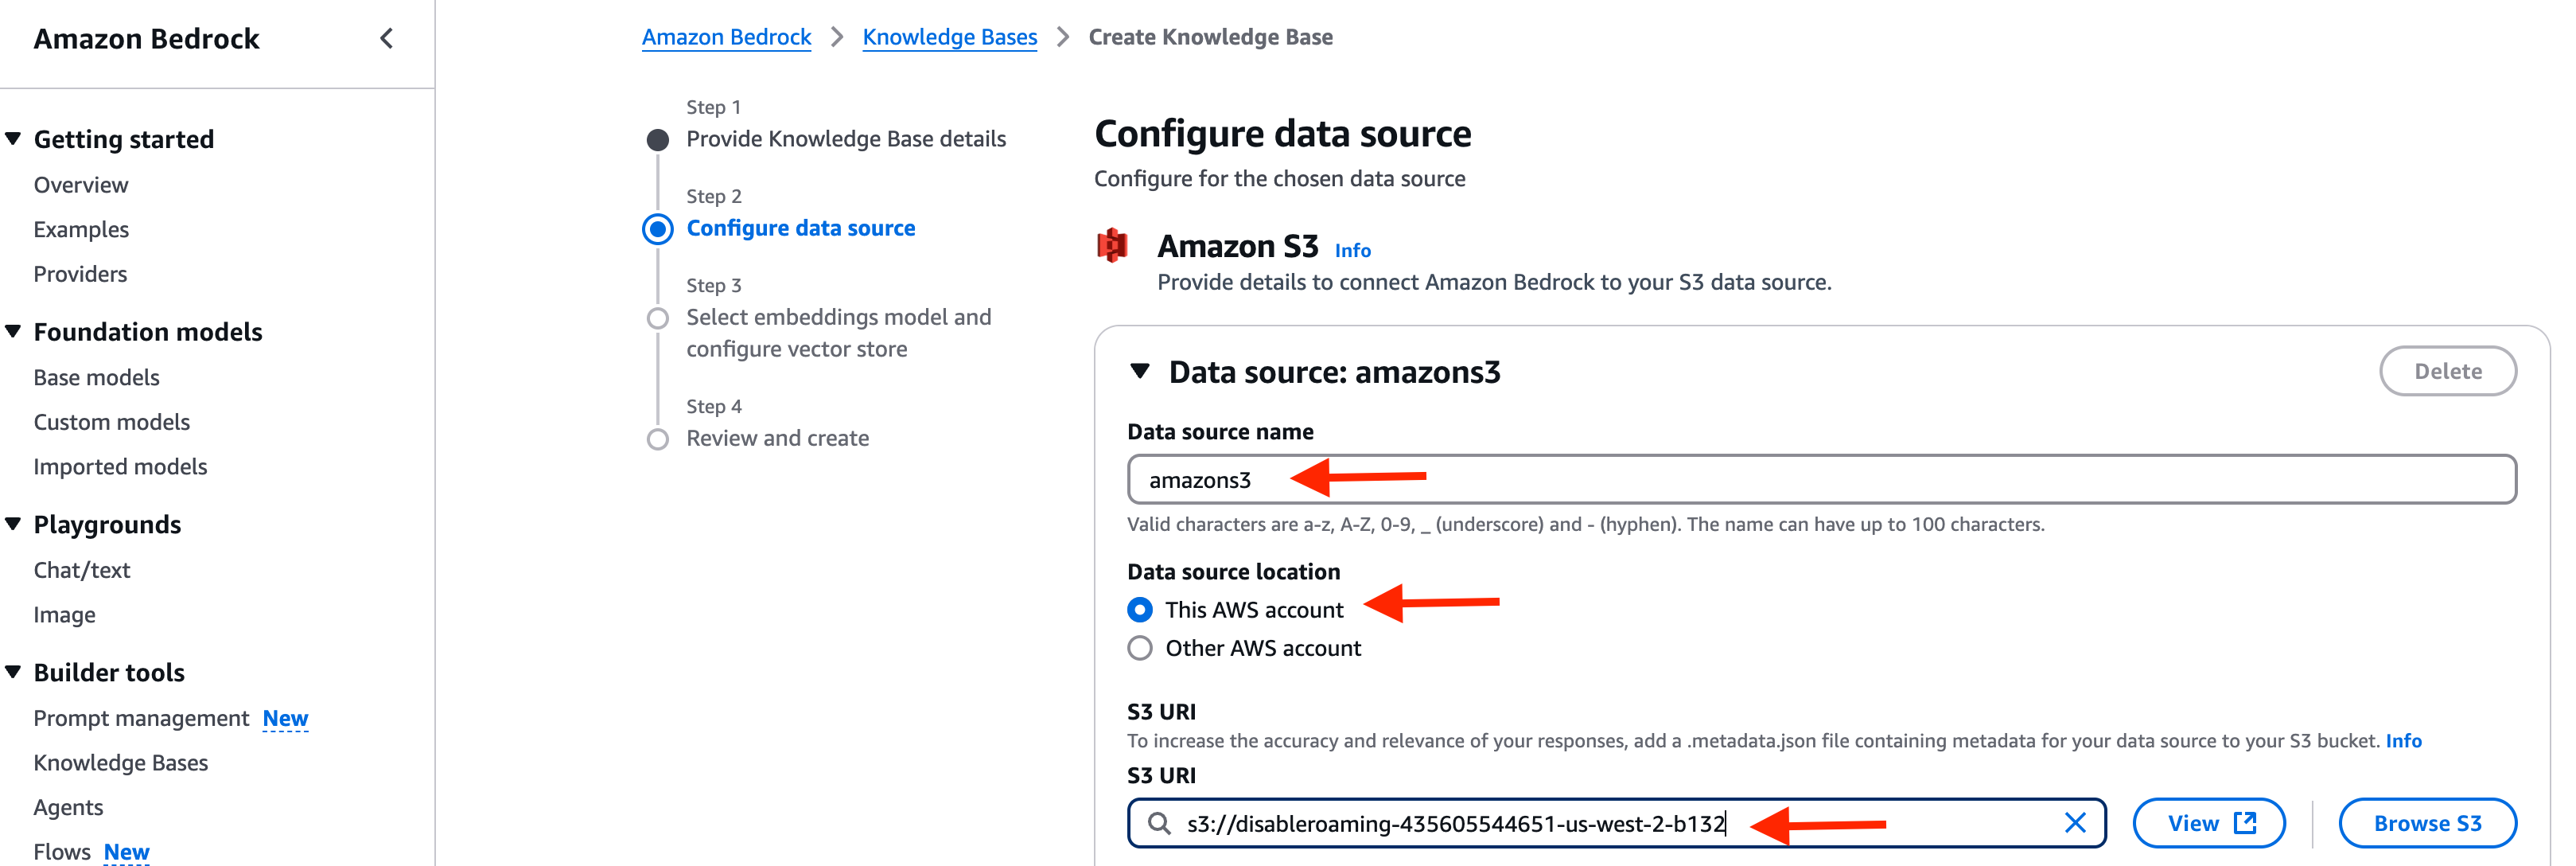 Amazon Bedrock
Getting started
Overview
Examples
Providers
Foundation models
Base models
Custom models
Imported models
Playgrounds
Chat/text
Image
Builder tools
Prompt management New
Knowledge Bases
Agents
Flows New
Amazon Bedrock > Knowledge Bases > Create Knowledge Base
Step 1
Provide Knowledge Base details
Step 2
Configure data source
Step 3
Select embeddings model and
configure vector store
Step 4
Review and create
Configure data source
Configure for the chosen data source
Amazon S3 Info
Provide details to connect Amazon Bedrock to your S3 data source.
Data source: amazons3
Delete
Data source name
amazons3
Valid characters are a-z, A-Z, 0-9, _ (underscore) and - (hyphen). The name can have up to 100 characters.
Data source location
This AWS account
Other AWS account
S3 URI
To increase the accuracy and relevance of your responses, add a .metadata.json file containing metadata for your data source to your S3 bucket. Info
S3 URI
s3://disableroaming-435605544651-us-west-2-b132
View
Browse S3